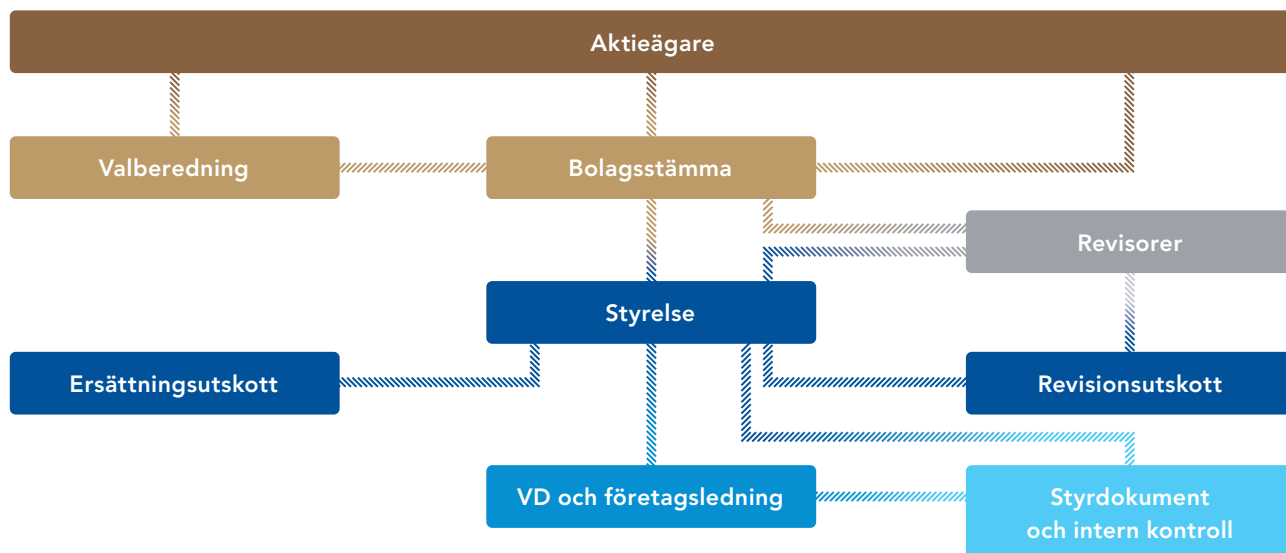 Aktieägare
Valberedning
Bolagsstämma
Revisorer
Styrelse
Ersättningsutskott
Revisionsutskott
VD och företagsledning
Styrdokument
och intern kontroll